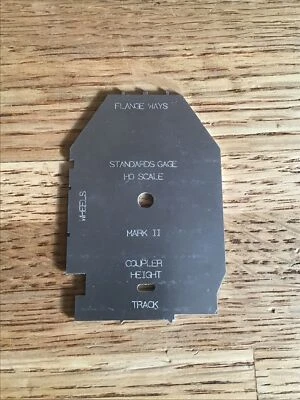 FLANGE WAYS
STANDARDS GAGE
HO SCALE
WHEELS
MARK II
COUPLER
HEIGHT
TRACK